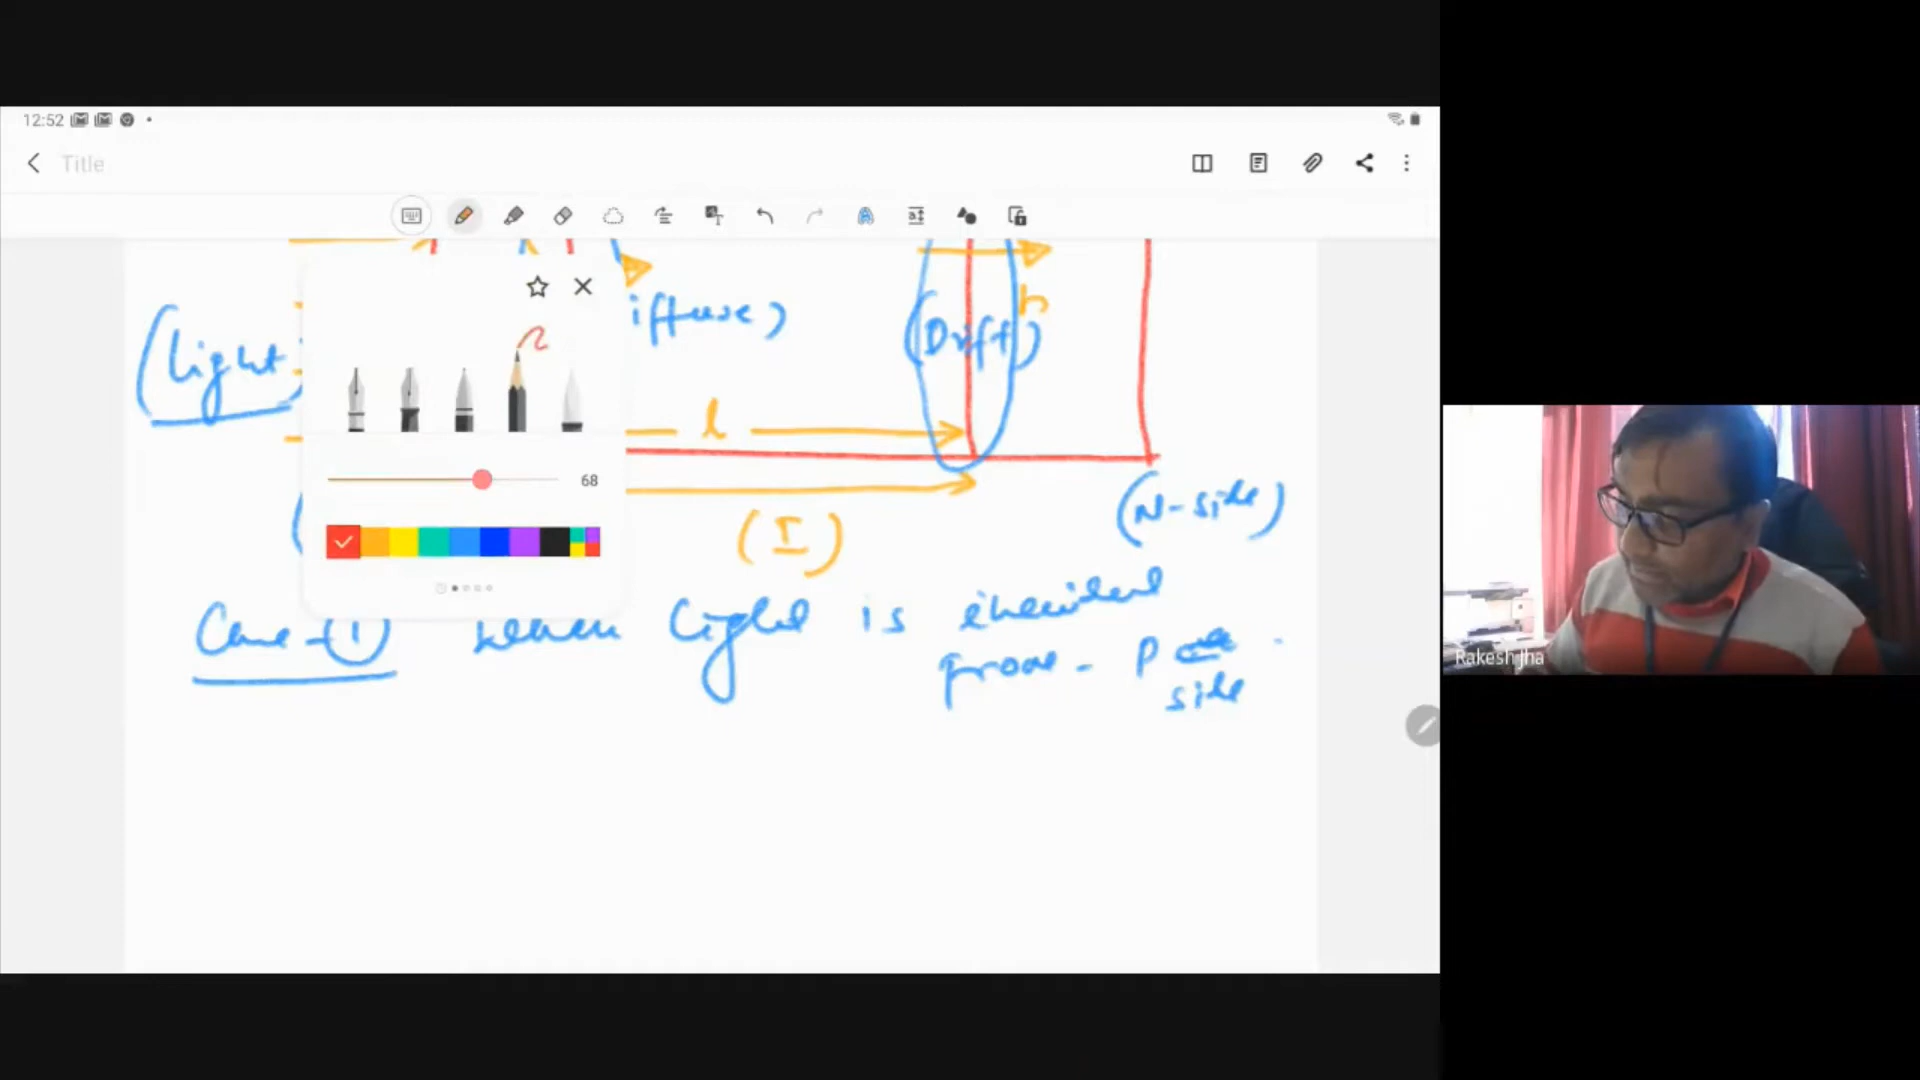 12:52
Title
(Light)
iffuse)
(Drift)
h
l
68
(I)
(N-side)
Case-①
when Light is incident
from - P
side
Rakesh Jha